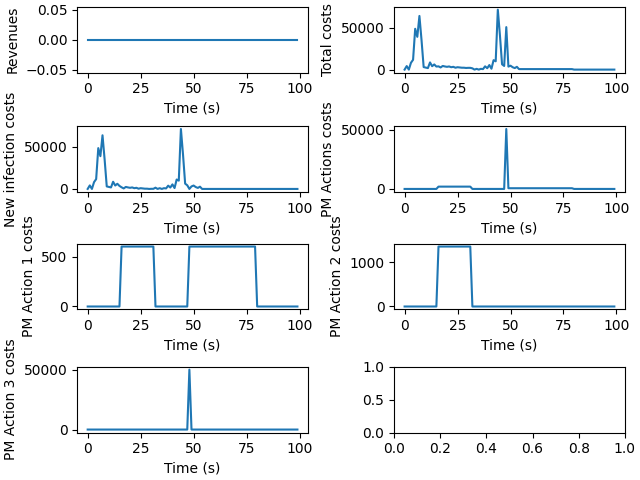 Revenues
0.05
0.00
−0.05
0 25 50 75 100
Time (s)
Total costs
50000
0
0 25 50 75 100
Time (s)
New infection costs
50000
0
0 25 50 75 100
Time (s)
PM Actions costs
50000
0
0 25 50 75 100
Time (s)
PM Action 1 costs
500
0
0 25 50 75 100
Time (s)
PM Action 2 costs
1000
0
0 25 50 75 100
Time (s)
PM Action 3 costs
50000
0
0 25 50 75 100
Time (s)
1.0
0.5
0.0
0.0 0.2 0.4 0.6 0.8 1.0